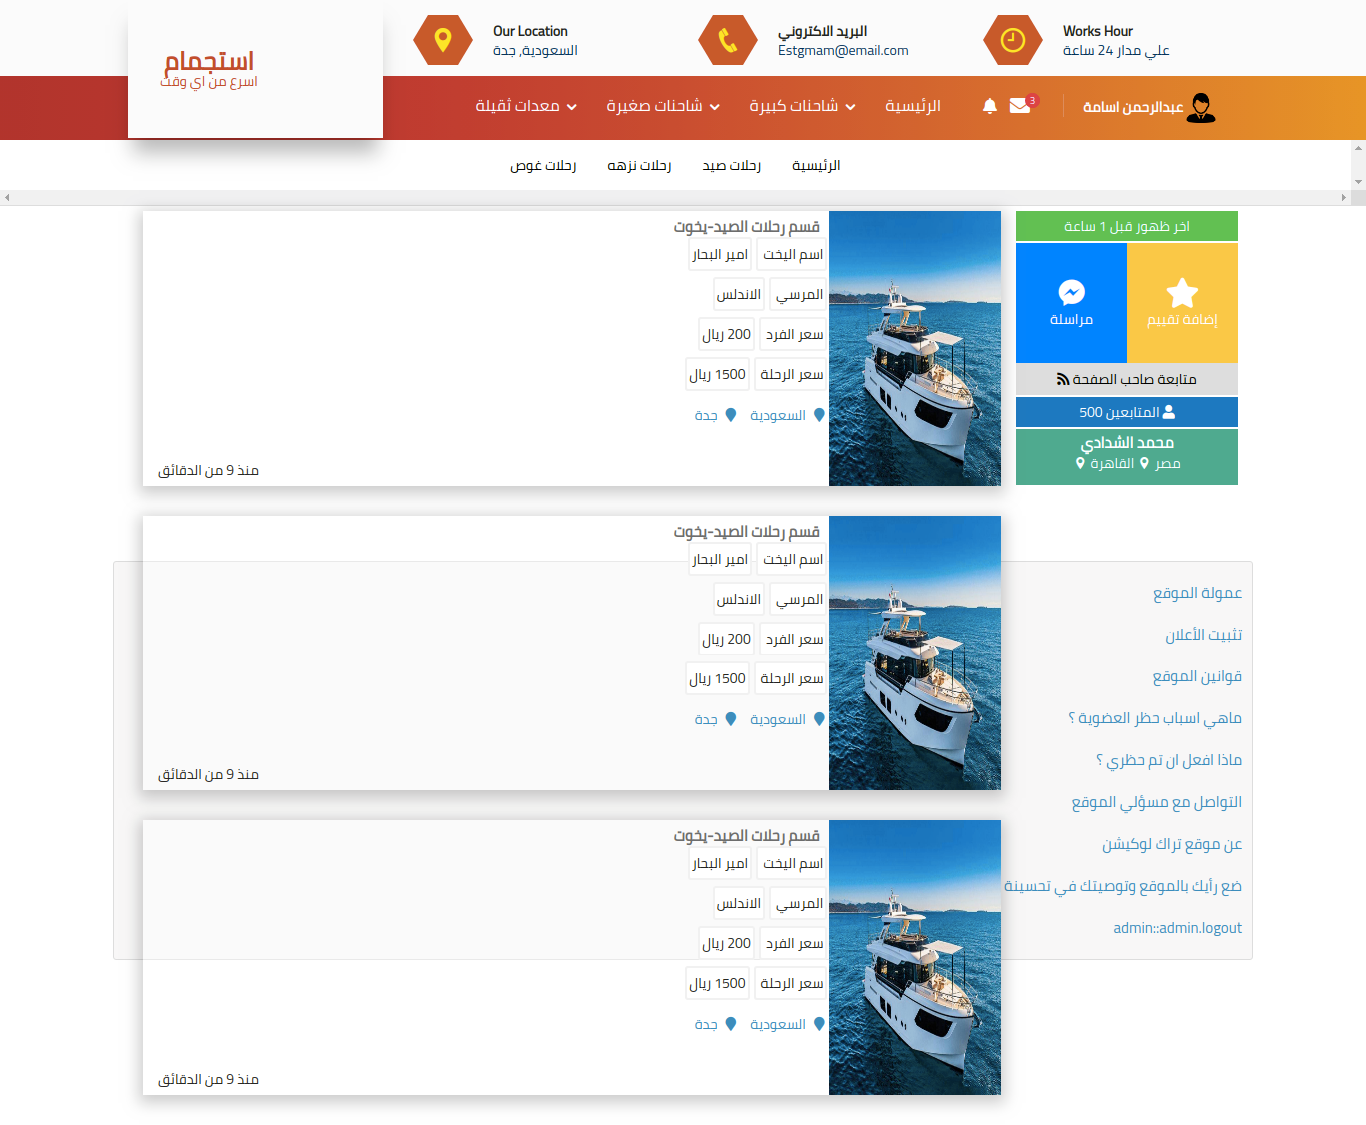 استجمام
اسرع من اي وقت
Our Location
السعودية, جدة
البريد الالكتروني
Estgmam@email.com
Works Hour
علي مدار 24 ساعة
عبدالرحمن اسامة
3
الرئيسية
شاحنات كبيرة
شاحنات صغيرة
معدات ثقيلة
الرئيسية
رحلات صيد
رحلات نزهه
رحلات غوص
اخر ظهور قبل 1 ساعة
إضافة تقييم
مراسلة
متابعة صاحب الصفحة
المتابعين 500
محمد الشدادي
مصر القاهرة
قسم رحلات الصيد-يخوت
اسم اليخت امير البحار
المرسي الاندلس
سعر الفرد 200 ريال
سعر الرحلة 1500 ريال
السعودية جدة
منذ 9 من الدقائق
قسم رحلات الصيد-يخوت
اسم اليخت امير البحار
المرسي الاندلس
سعر الفرد 200 ريال
سعر الرحلة 1500 ريال
السعودية جدة
منذ 9 من الدقائق
قسم رحلات الصيد-يخوت
اسم اليخت امير البحار
المرسي الاندلس
سعر الفرد 200 ريال
سعر الرحلة 1500 ريال
السعودية جدة
منذ 9 من الدقائق
عمولة الموقع
تثبيت الأعلان
قوانين الموقع
ماهي اسباب حظر العضوية ؟
ماذا افعل ان تم حظري ؟
التواصل مع مسؤلي الموقع
عن موقع تراك لوكيشن
ضع رأيك بالموقع وتوصيتك في تحسينة
admin::admin.logout